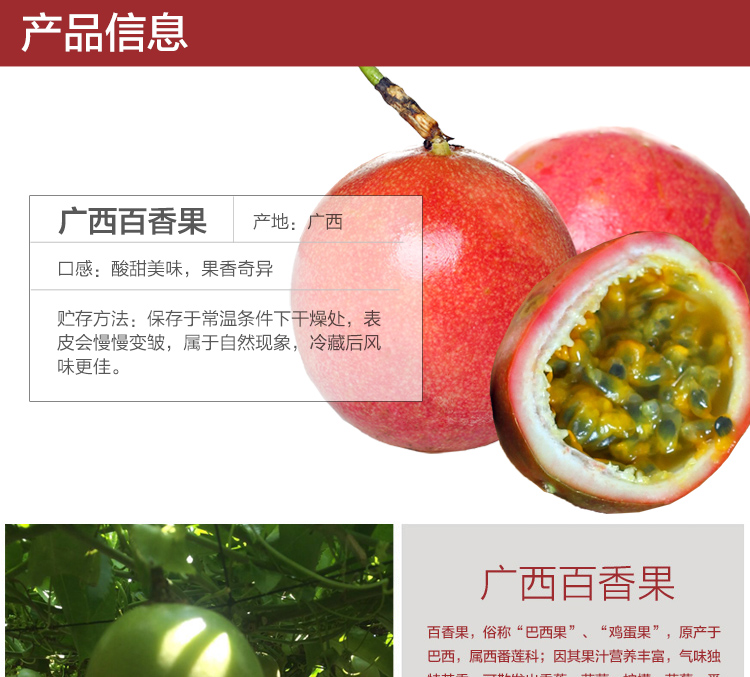 产品信息
广西百香果
产地：广西
口感：酸甜美味，果香奇异
贮存方法：保存于常温条件下干燥处，表
皮会慢慢变皱，属于自然现象，冷藏后风
味更佳。
广西百香果
百香果，俗称“巴西果”、“鸡蛋果”，原产于
巴西，属西番莲科；因其果汁营养丰富，气味独